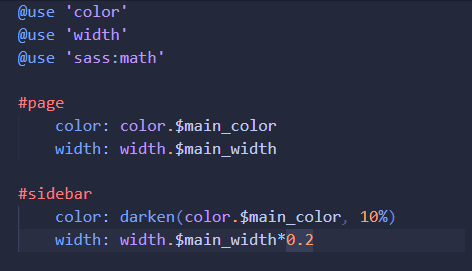 @use 'color'
@use 'width'
@use 'sass:math'
#page
color: color.$main_color
width: width.$main_width
#sidebar
color: darken(color.$main_color, 10%)
width: width.$main_width*0.2